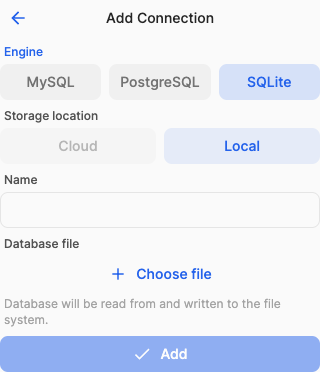 Add Connection
Engine
MySQL PostgreSQL SQLite
Storage location
Cloud Local
Name
Database file
Choose file
Database will be read from and written to the file
system.
Add